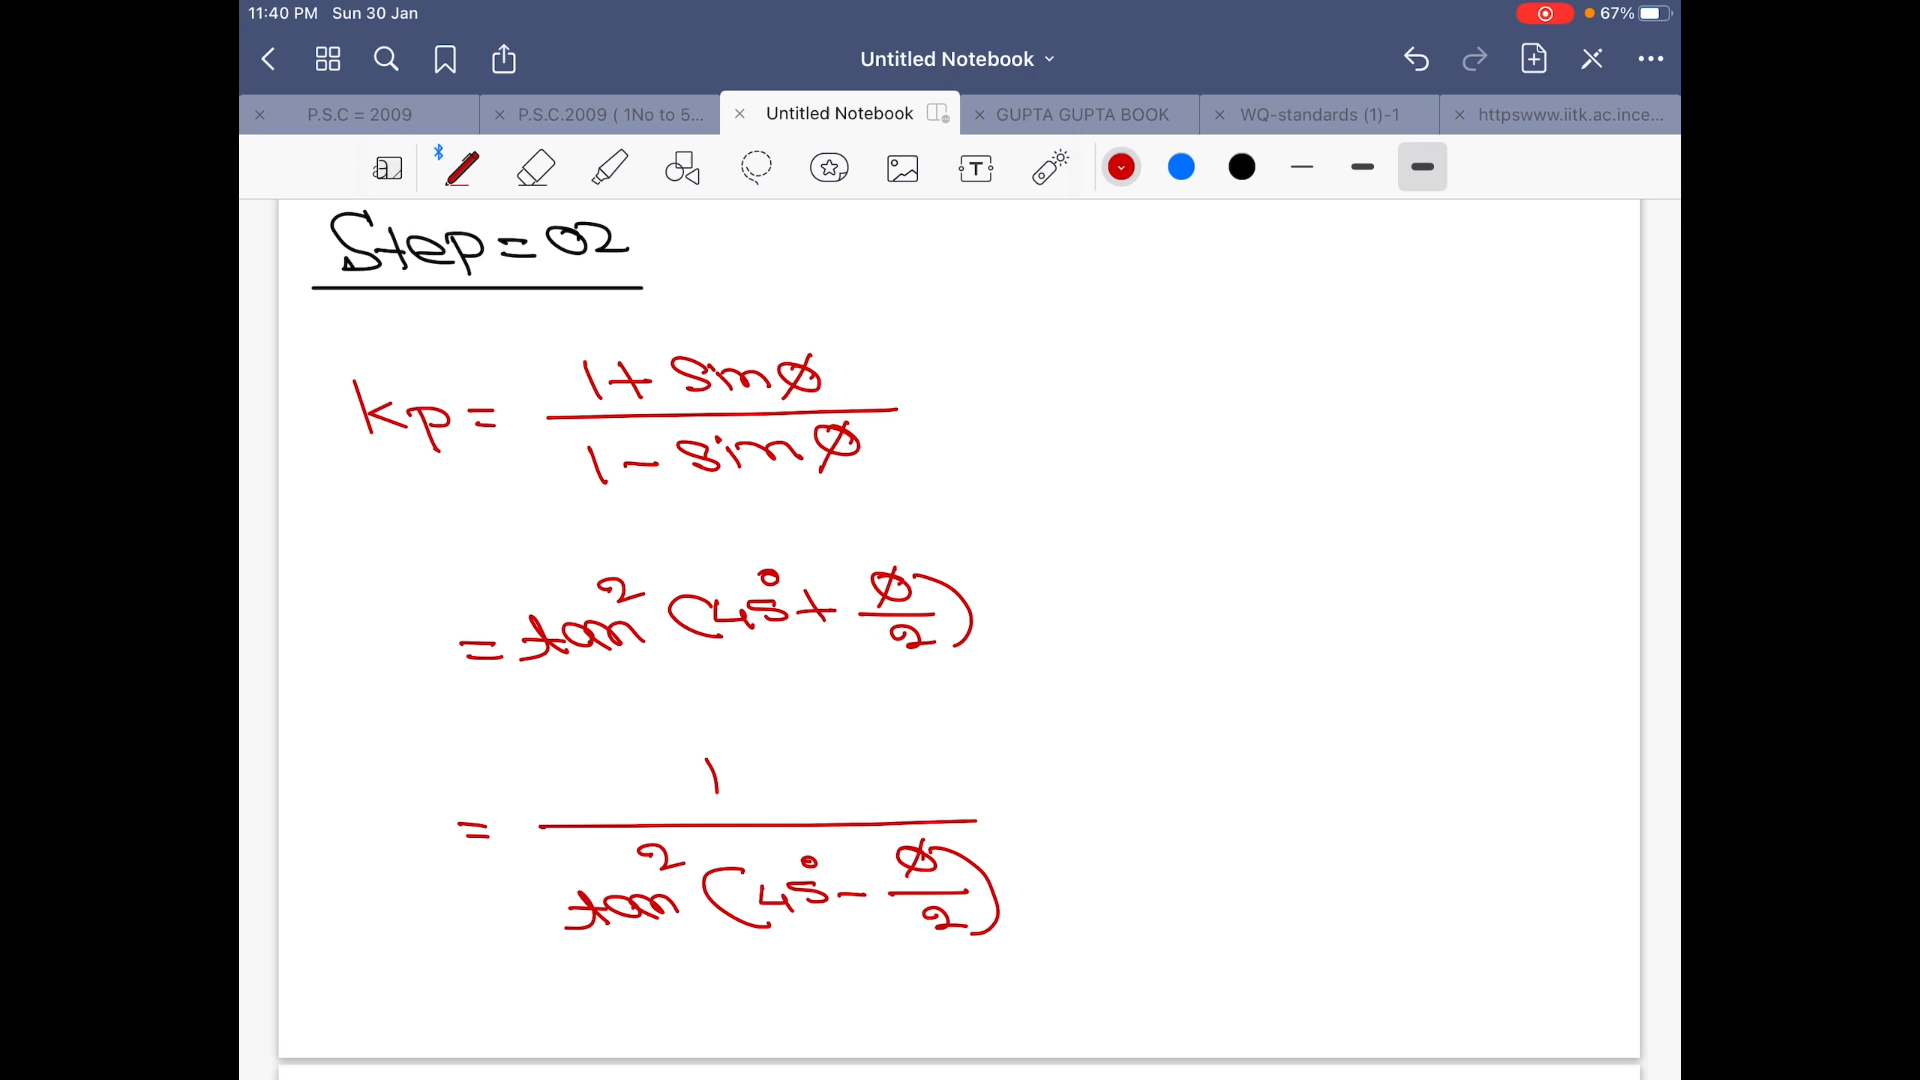 11:40 PM Sun 30 Jan 67%
Untitled Notebook
P.S.C = 2009 P.S.C.2009 ( 1No to 5... Untitled Notebook GUPTA GUPTA BOOK WQ-standards (1)-1 httpswww.iitk.ac.ince...
Step=02
kp = (1 + sinϕ) / (1 - sinϕ)
= tan² (45° + ϕ/2)
= 1 / tan² (45° - ϕ/2)